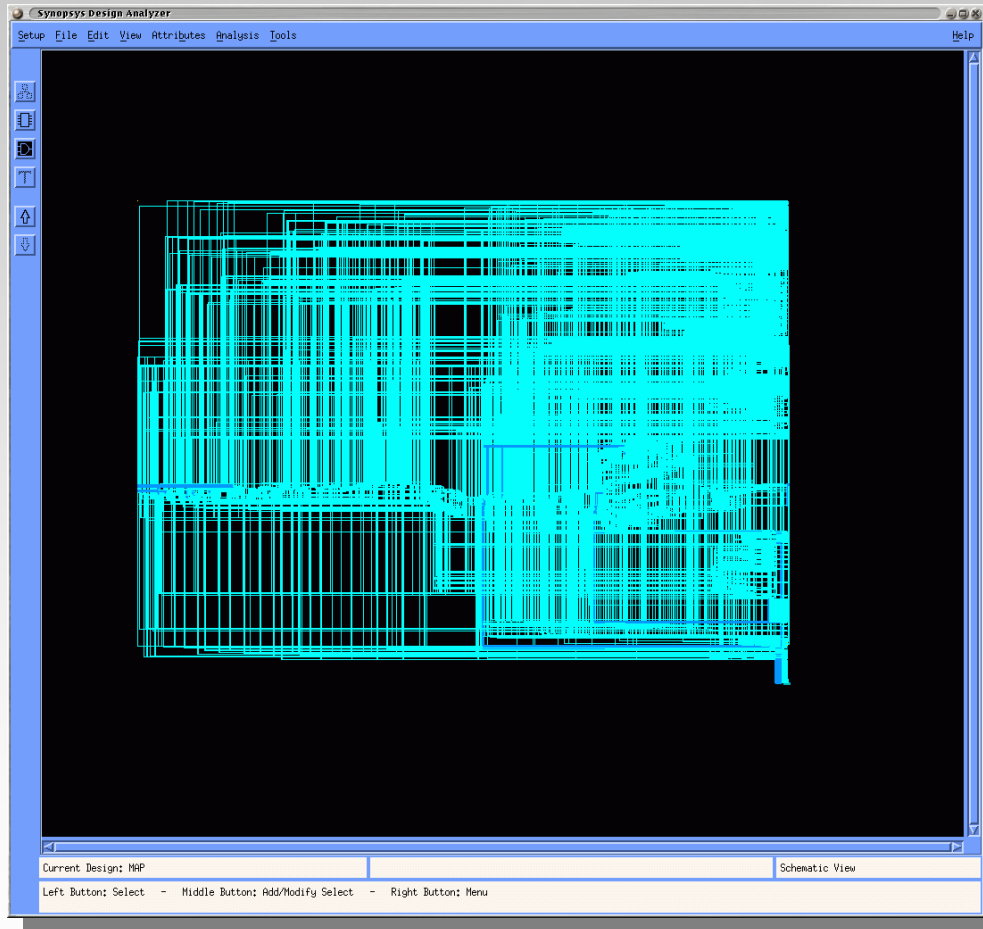 Synopsys Design Analyzer
Setup File Edit View Attributes Analysis Tools Help
Current Design: MAP
Schematic View
Left Button: Select - Middle Button: Add/Modify Select - Right Button: Menu